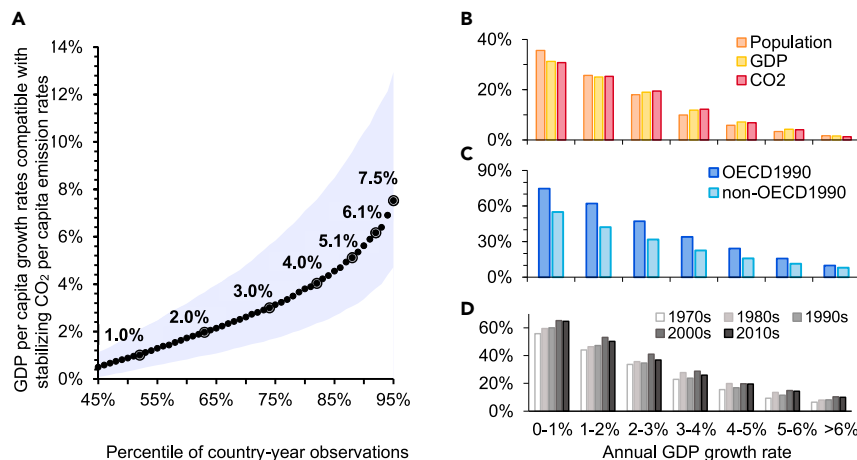 A
GDP per capita growth rates compatible with
stabilizing CO₂ per capita emission rates
14%
12%
10%
8%
6%
4%
2%
0%
7.5%
6.1%
5.1%
4.0%
3.0%
2.0%
1.0%
45%
55%
65%
75%
85%
95%
Percentile of country-year observations
B
40%
20%
0%
Population
GDP
CO2
C
90%
60%
30%
0%
OECD1990
non-OECD1990
D
60%
40%
20%
0%
1970s
1980s
1990s
2000s
2010s
0-1%
1-2%
2-3%
3-4%
4-5%
5-6%
>6%
Annual GDP growth rate